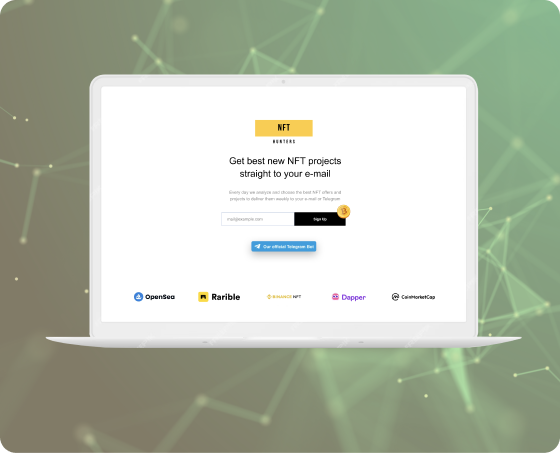 NFT
HUNTERS
Get best new NFT projects
straight to your e-mail
Every day we analyze and choose the best NFT offers and
projects to deliver them weekly to your e-mail or Telegram
mail@example.com
Sign Up
Our official Telegram Bot
OpenSea
Rarible
BINANCE NFT
Dapper
CoinMarketCap